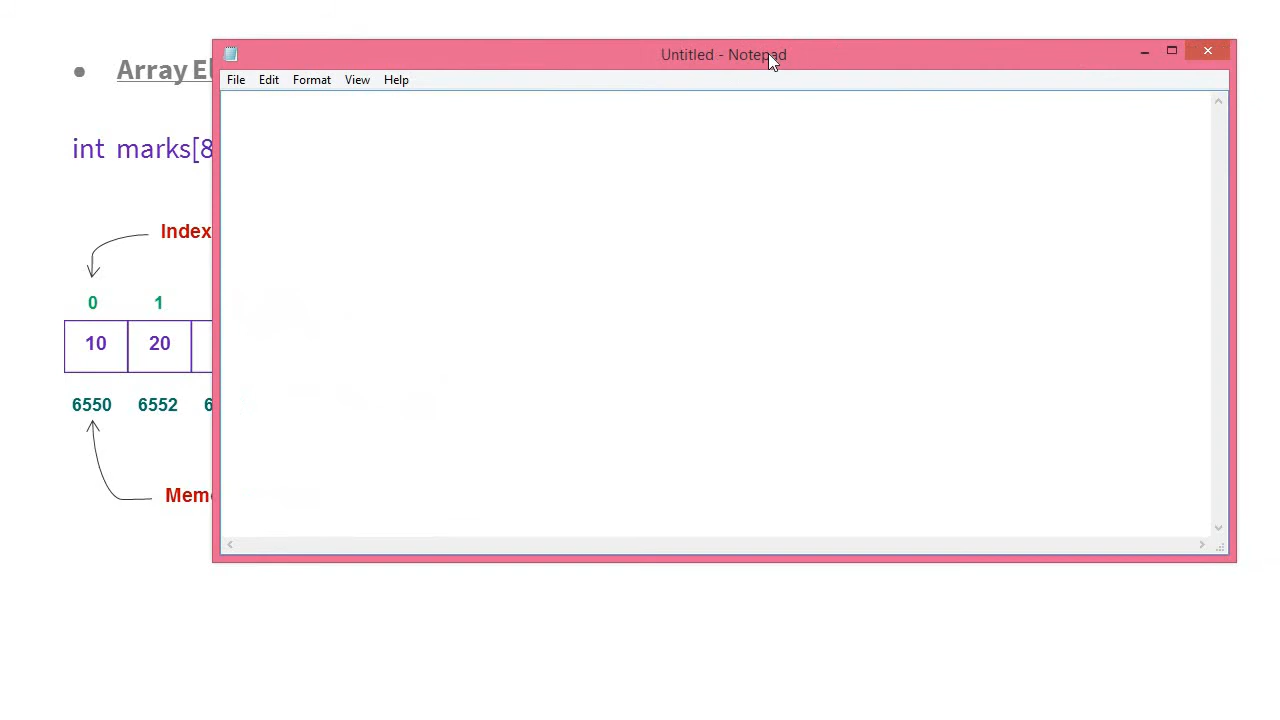 Untitled - Notepad
File Edit Format View Help
• Array El
int marks[8
Index
0 1
10 20
6550 6552 6
Memo